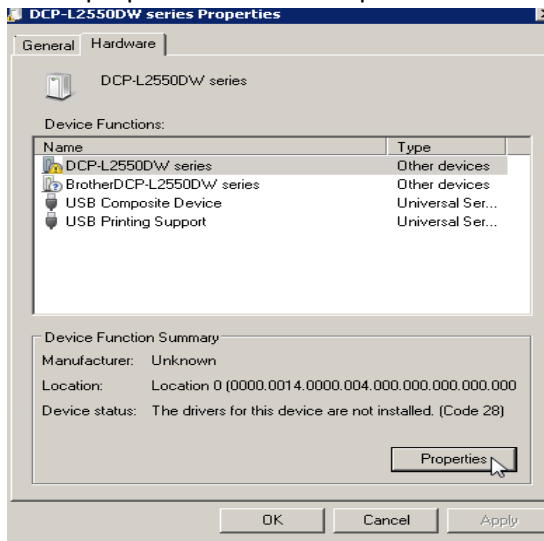 DCP-L2550DW series Properties
General Hardware
DCP-L2550DW series
Device Functions:
Name Type
DCP-L2550DW series Other devices
BrotherDCP-L2550DW series Other devices
USB Composite Device Universal Ser...
USB Printing Support Universal Ser...
Device Function Summary
Manufacturer: Unknown
Location: Location 0 (0000.0014.0000.004.000.000.000.000.000
Device status: The drivers for this device are not installed. (Code 28)
Properties
OK Cancel Apply